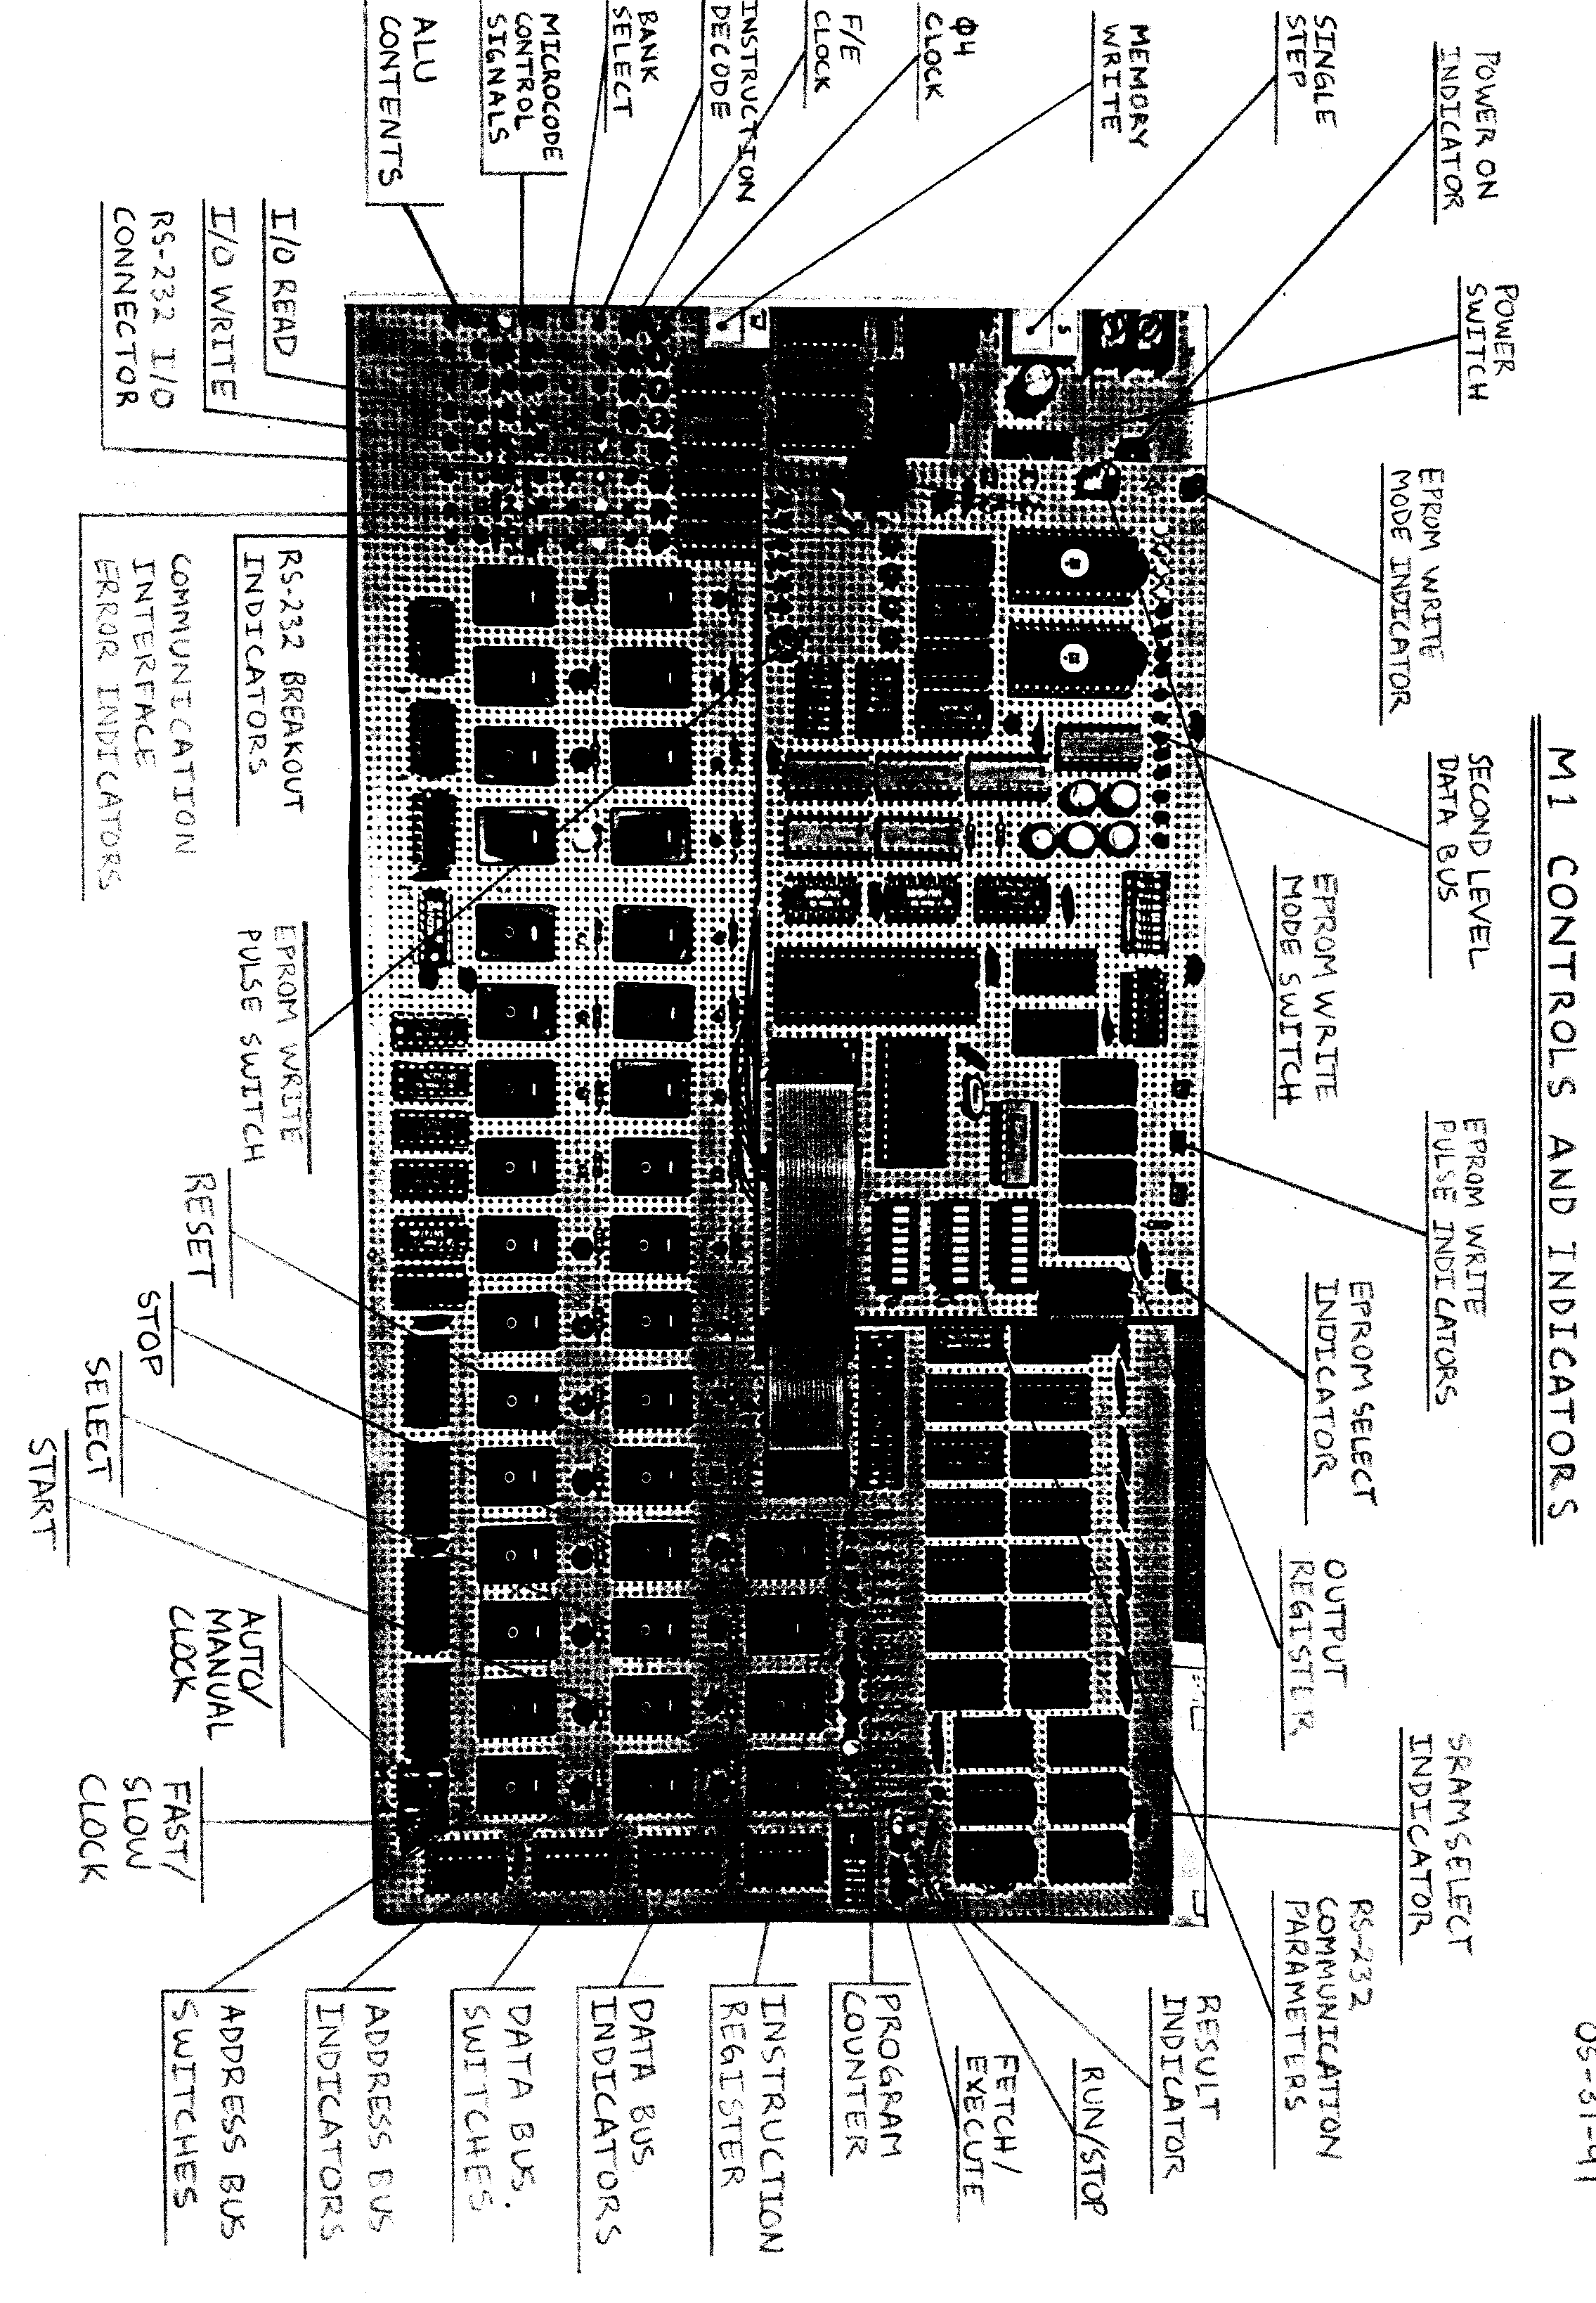 05-31-91
M1 CONTROLS AND INDICATORS
POWER ON
INDICATOR
POWER
SWITCH
EPROM WRITE
MODE INDICATOR
SECOND LEVEL
DATA BUS
EPROM WRITE
MODE SWITCH
EPROM WRITE
PULSE INDICATORS
EPROM SELECT
INDICATOR
OUTPUT
REGISTER
SRAM SELECT
INDICATOR
RS-232
COMMUNICATION
PARAMETERS
SINGLE
STEP
MEMORY
WRITE
Φ4
CLOCK
F/E
CLOCK
INSTRUCTION
DECODE
BANK
SELECT
MICROCODE
CONTROL
SIGNALS
ALU
CONTENTS
RESULT
INDICATOR
RUN/STOP
FETCH/
EXECUTE
PROGRAM
COUNTER
INSTRUCTION
REGISTER
DATA BUS
INDICATORS
DATA BUS
SWITCHES
ADDRESS BUS
INDICATORS
ADDRESS BUS
SWITCHES
I/O READ
I/O WRITE
RS-232 I/O
CONNECTOR
RS-232 BREAKOUT
INDICATORS
COMMUNICATION
INTERFACE
ERROR INDICATORS
EPROM WRITE
PULSE SWITCH
RESET
STOP
SELECT
START
AUTO/
MANUAL
CLOCK
FAST/
SLOW
CLOCK